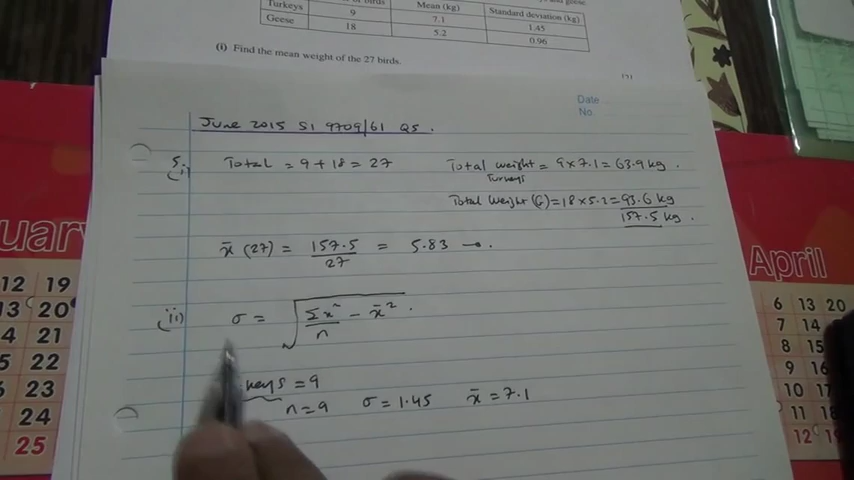 Mean (kg) Standard deviation (kg)
Turkeys 9 7.1 1.45
Geese 18 5.2 0.96
(i) Find the mean weight of the 27 birds.
Date
No
June 2015 S1 9709/61 Q5.
5. (i) Total = 9 + 18 = 27 Total weight = 9 x 7.1 = 63.9 kg.
Turkeys
Total Weight (G) = 18 x 5.2 = 93.6 kg
157.5 kg.
x̄ (27) = 157.5 / 27 = 5.83
(ii) σ = √(Σx²/n - x̄²).
keys = 9
n = 9 σ = 1.45 x̄ = 7.1
uar
April
12 19
13 20
21
5 22
23
24
25
6 13 20
7 14
8 15
9 16
10 17
11 18
12